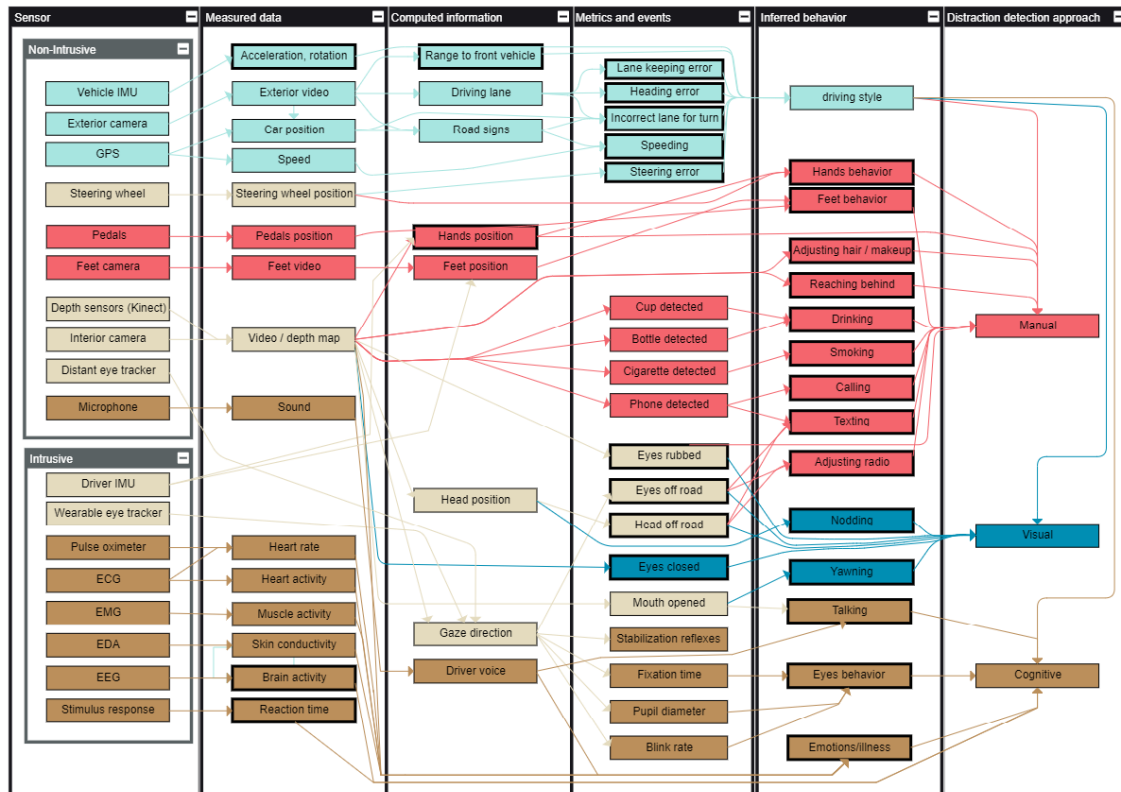 Sensor
Measured data
Computed information
Metrics and events
Inferred behavior
Distraction detection approach
Non-Intrusive
Vehicle IMU
Exterior camera
GPS
Steering wheel
Pedals
Feet camera
Depth sensors (Kinect)
Interior camera
Distant eye tracker
Microphone
Intrusive
Driver IMU
Wearable eye tracker
Pulse oximeter
ECG
EMG
EDA
EEG
Stimulus response
Acceleration, rotation
Exterior video
Car position
Speed
Steering wheel position
Pedals position
Feet video
Video / depth map
Sound
Heart rate
Heart activity
Muscle activity
Skin conductivity
Brain activity
Reaction time
Range to front vehicle
Driving lane
Road signs
Hands position
Feet position
Head position
Gaze direction
Driver voice
Lane keeping error
Heading error
Incorrect lane for turn
Speeding
Steering error
Cup detected
Bottle detected
Cigarette detected
Phone detected
Eyes rubbed
Eyes off road
Head off road
Eyes closed
Mouth opened
Stabilization reflexes
Fixation time
Pupil diameter
Blink rate
driving style
Hands behavior
Feet behavior
Adjusting hair / makeup
Reaching behind
Drinking
Smoking
Calling
Texting
Adjusting radio
Nodding
Yawning
Talking
Eyes behavior
Emotions/illness
Manual
Visual
Cognitive